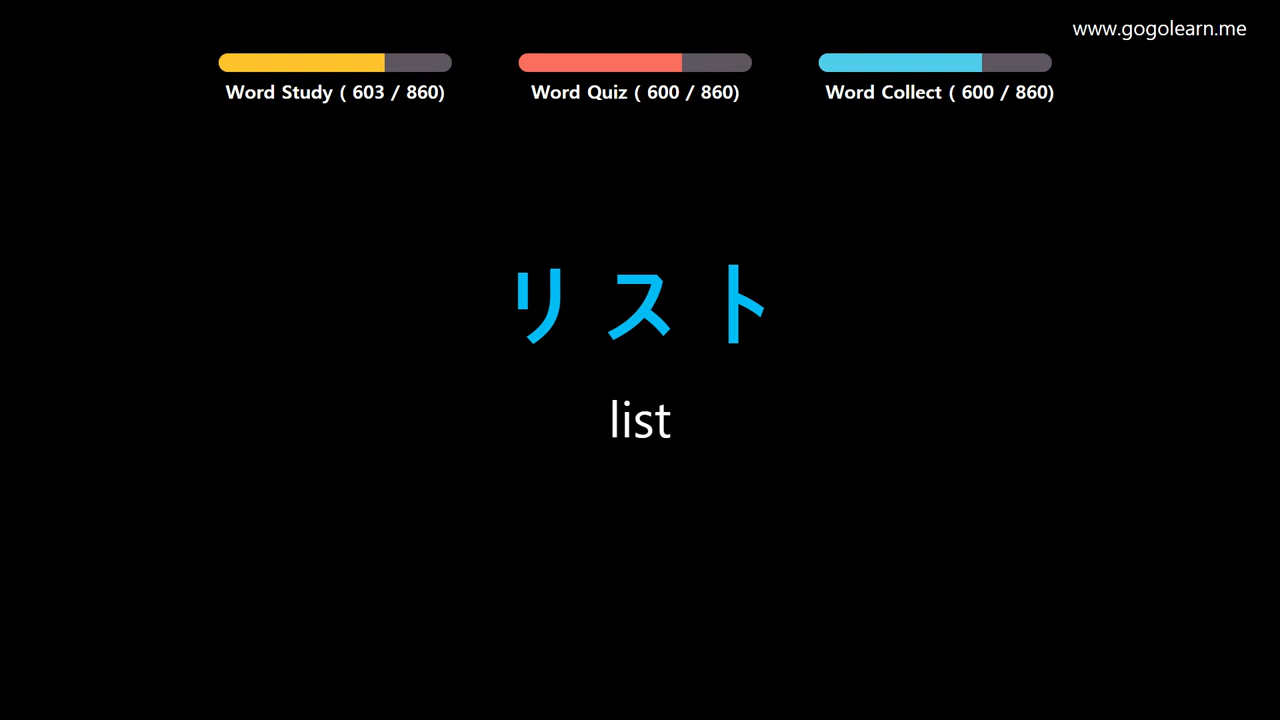 www.gogolearn.me
Word Study ( 603 / 860)
Word Quiz ( 600 / 860)
Word Collect ( 600 / 860)
リスト
list